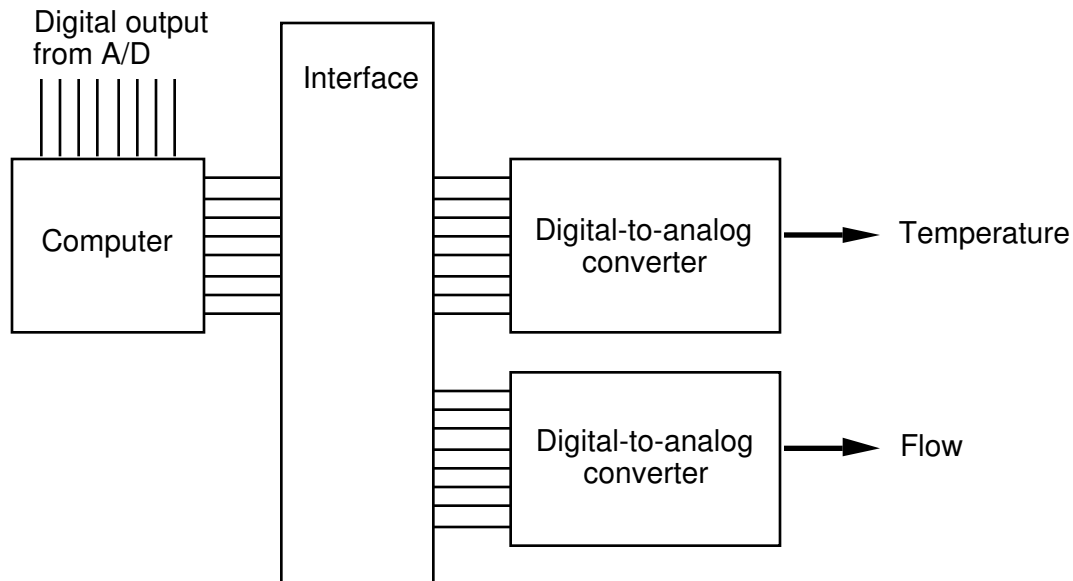 Digital output
from A/D
Interface
Computer
Digital-to-analog
converter
Temperature
Digital-to-analog
converter
Flow